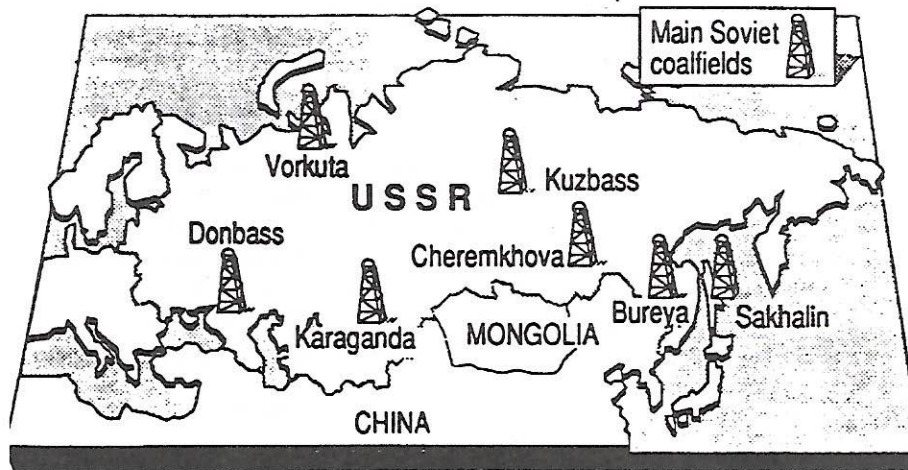 Main Soviet
coalfields
Vorkuta
USSR
Kuzbass
Donbass
Cheremkhova
Karaganda
MONGOLIA
Bureya
Sakhalin
CHINA